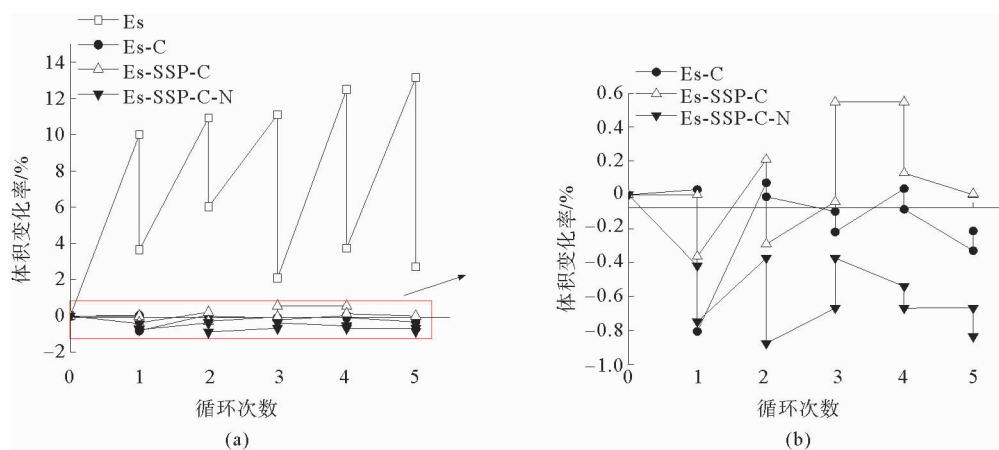 Es
Es-C
Es-SSP-C
Es-SSP-C-N
14
12
10
8
6
4
2
0
−2
体积变化率/%
0 1 2 3 4 5
循环次数
(a)
Es-C
Es-SSP-C
Es-SSP-C-N
0.6
0.4
0.2
0
−0.2
−0.4
−0.6
−0.8
−1.0
体积变化率/%
0 1 2 3 4 5
循环次数
(b)